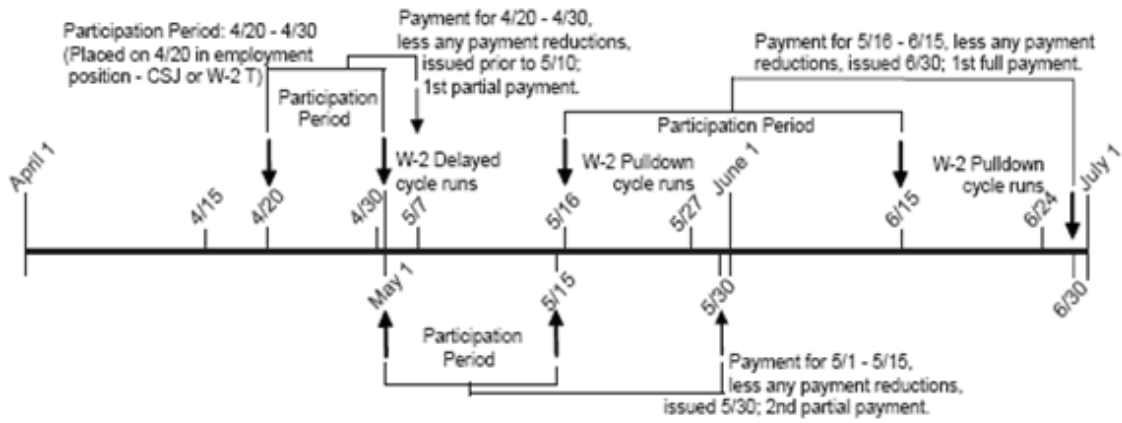 Participation Period: 4/20 - 4/30
(Placed on 4/20 in employment
position - CSJ or W-2 T)
Payment for 4/20 - 4/30,
less any payment reductions,
issued prior to 5/10;
1st partial payment.
Payment for 5/16 - 6/15, less any payment
reductions, issued 6/30; 1st full payment.
Participation
Period
Participation Period
W-2 Delayed
cycle runs
W-2 Pulldown
cycle runs
W-2 Pulldown
cycle runs
April 1
4/15
4/20
4/30
5/7
5/16
5/27
June 1
6/15
6/24
July 1
May 1
5/15
5/30
6/30
Participation
Period
Payment for 5/1 - 5/15,
less any payment reductions,
issued 5/30; 2nd partial payment.